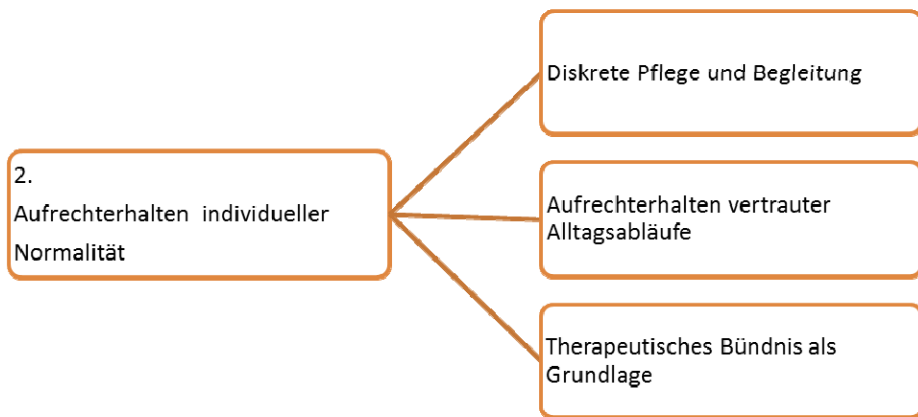 2.
Aufrechterhalten individueller
Normalität
Diskrete Pflege und Begleitung
Aufrechterhalten vertrauter
Alltagsabläufe
Therapeutisches Bündnis als
Grundlage